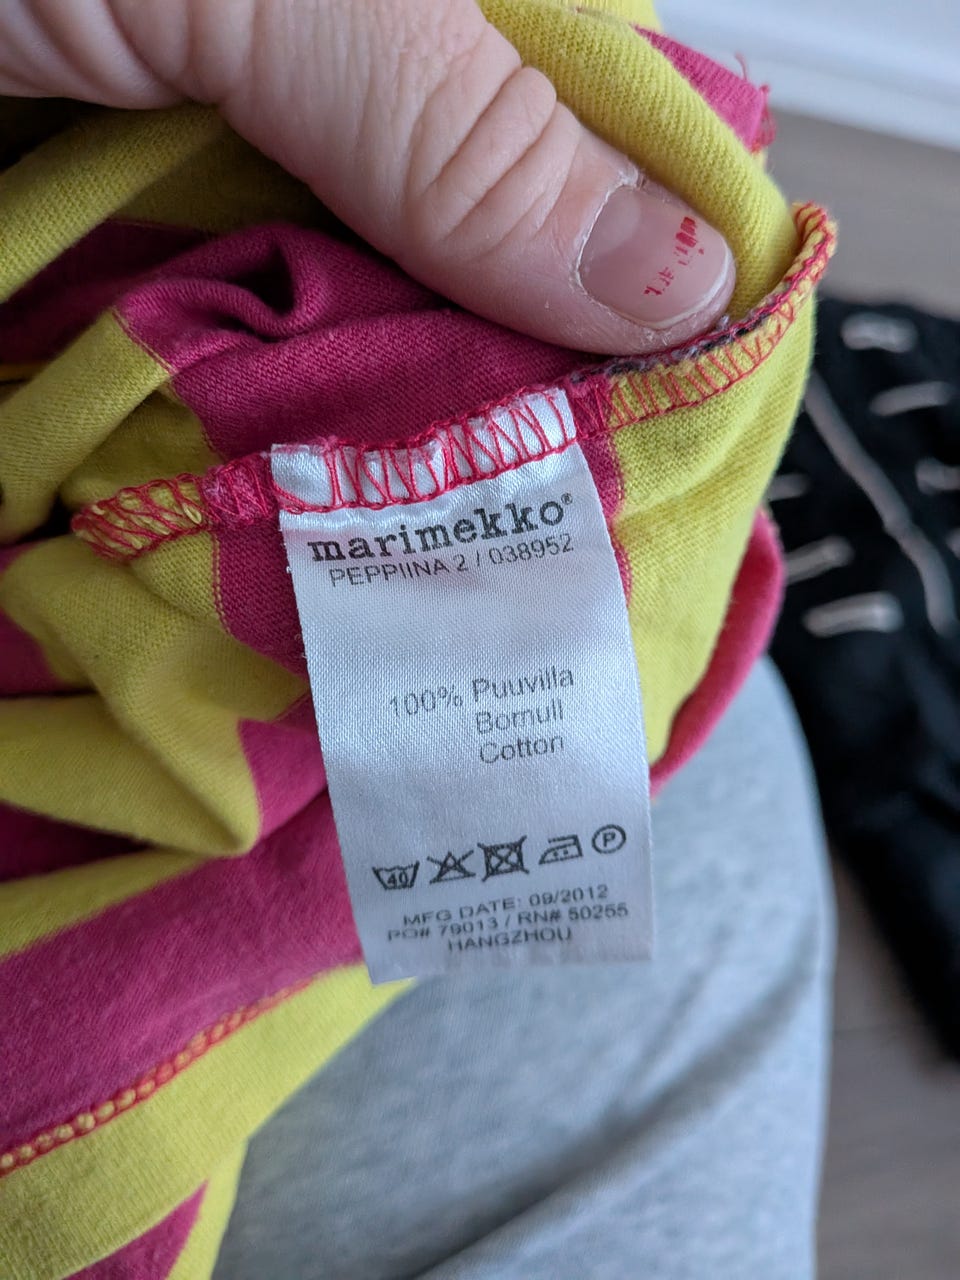 marimekko®
PEPPIINA 2 / 038952
100% Puuvilla
Bomull
Cotton
40 P
MFG DATE: 09/2012
PO# 79013 / RN# 50255
HANGZHOU